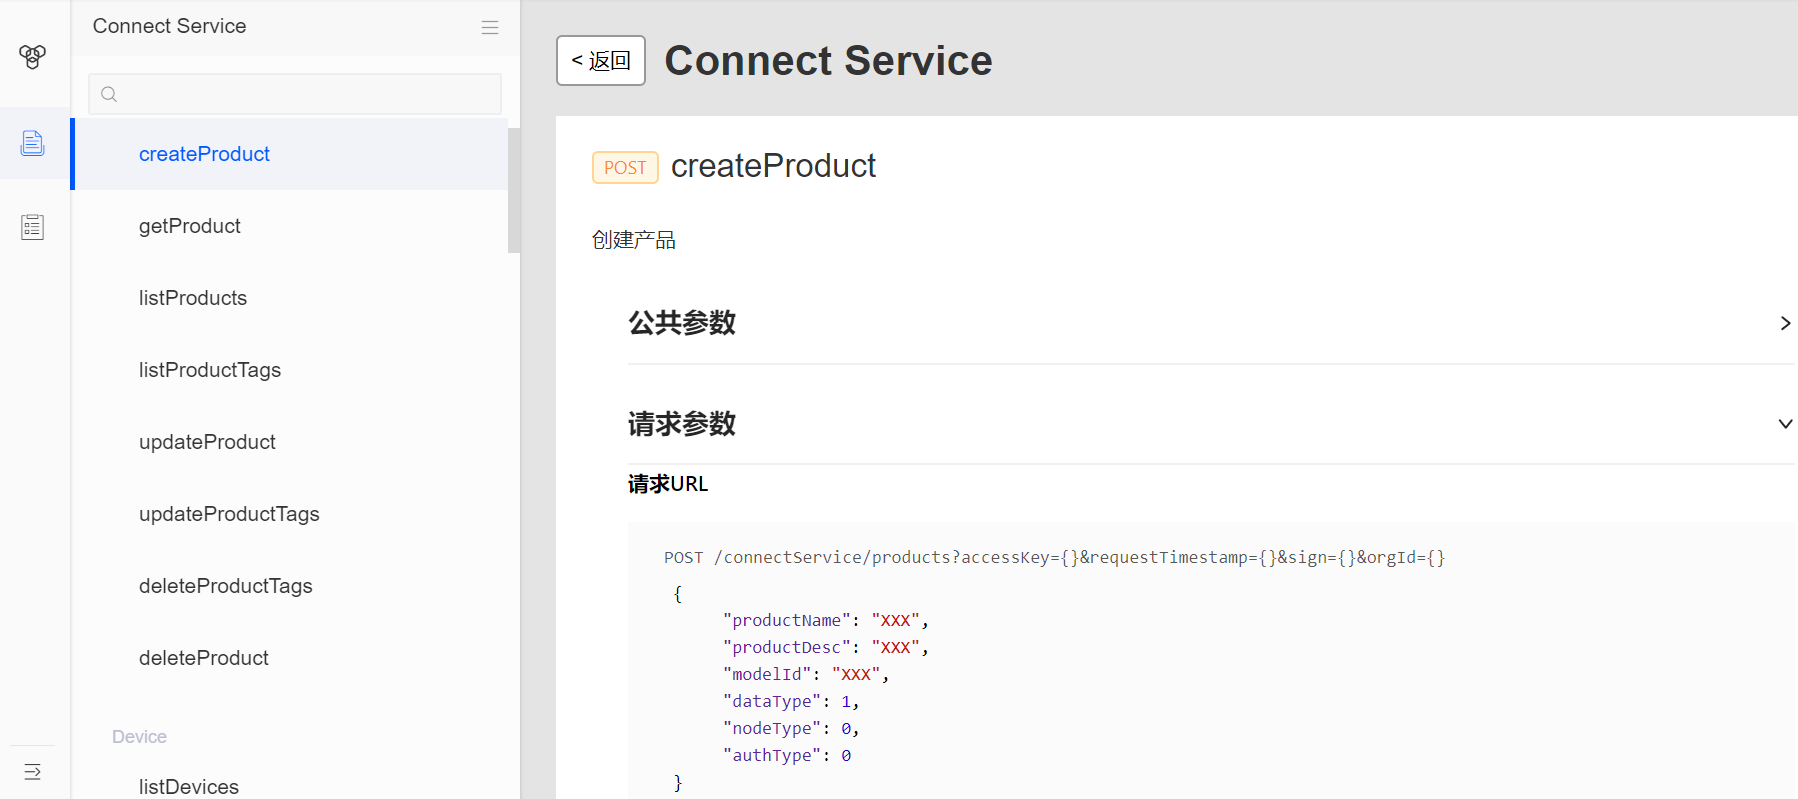 Connect Service
createProduct
getProduct
listProducts
listProductTags
updateProduct
updateProductTags
deleteProductTags
deleteProduct
Device
listDevices
< 返回
Connect Service
POST createProduct
创建产品
公共参数
请求参数
请求URL
POST /connectService/products?accessKey={}&requestTimestamp={}&sign={}&orgId={}
{
"productName": "XXX",
"productDesc": "XXX",
"modelId": "XXX",
"dataType": 1,
"nodeType": 0,
"authType": 0
}